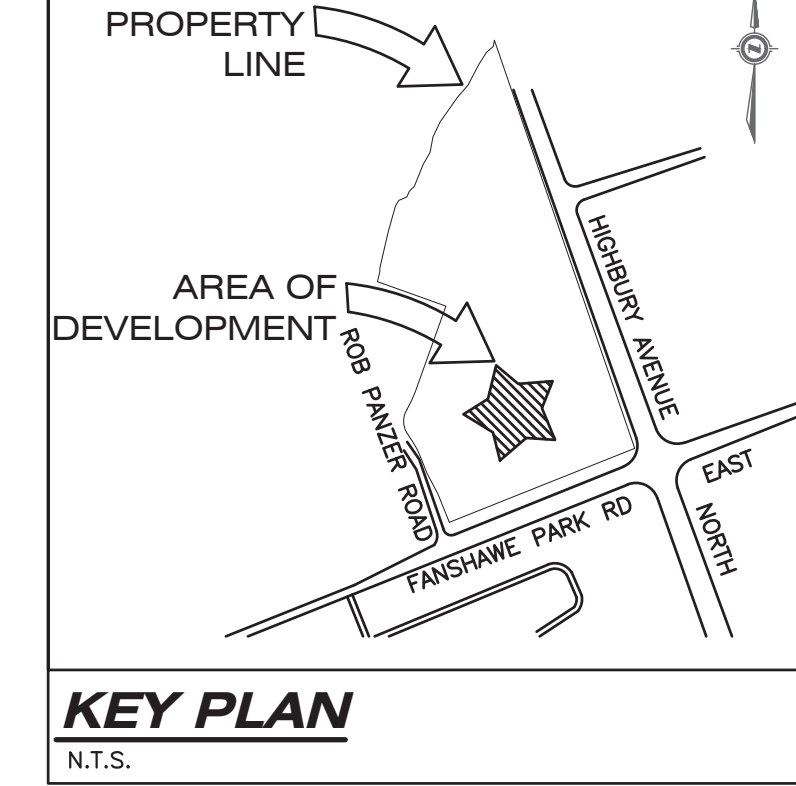 PROPERTY
LINE
N
HIGHBURY AVENUE
AREA OF
DEVELOPMENT
ROB PANZER ROAD
EAST
NORTH
FANSHAWE PARK RD
KEY PLAN
N.T.S.